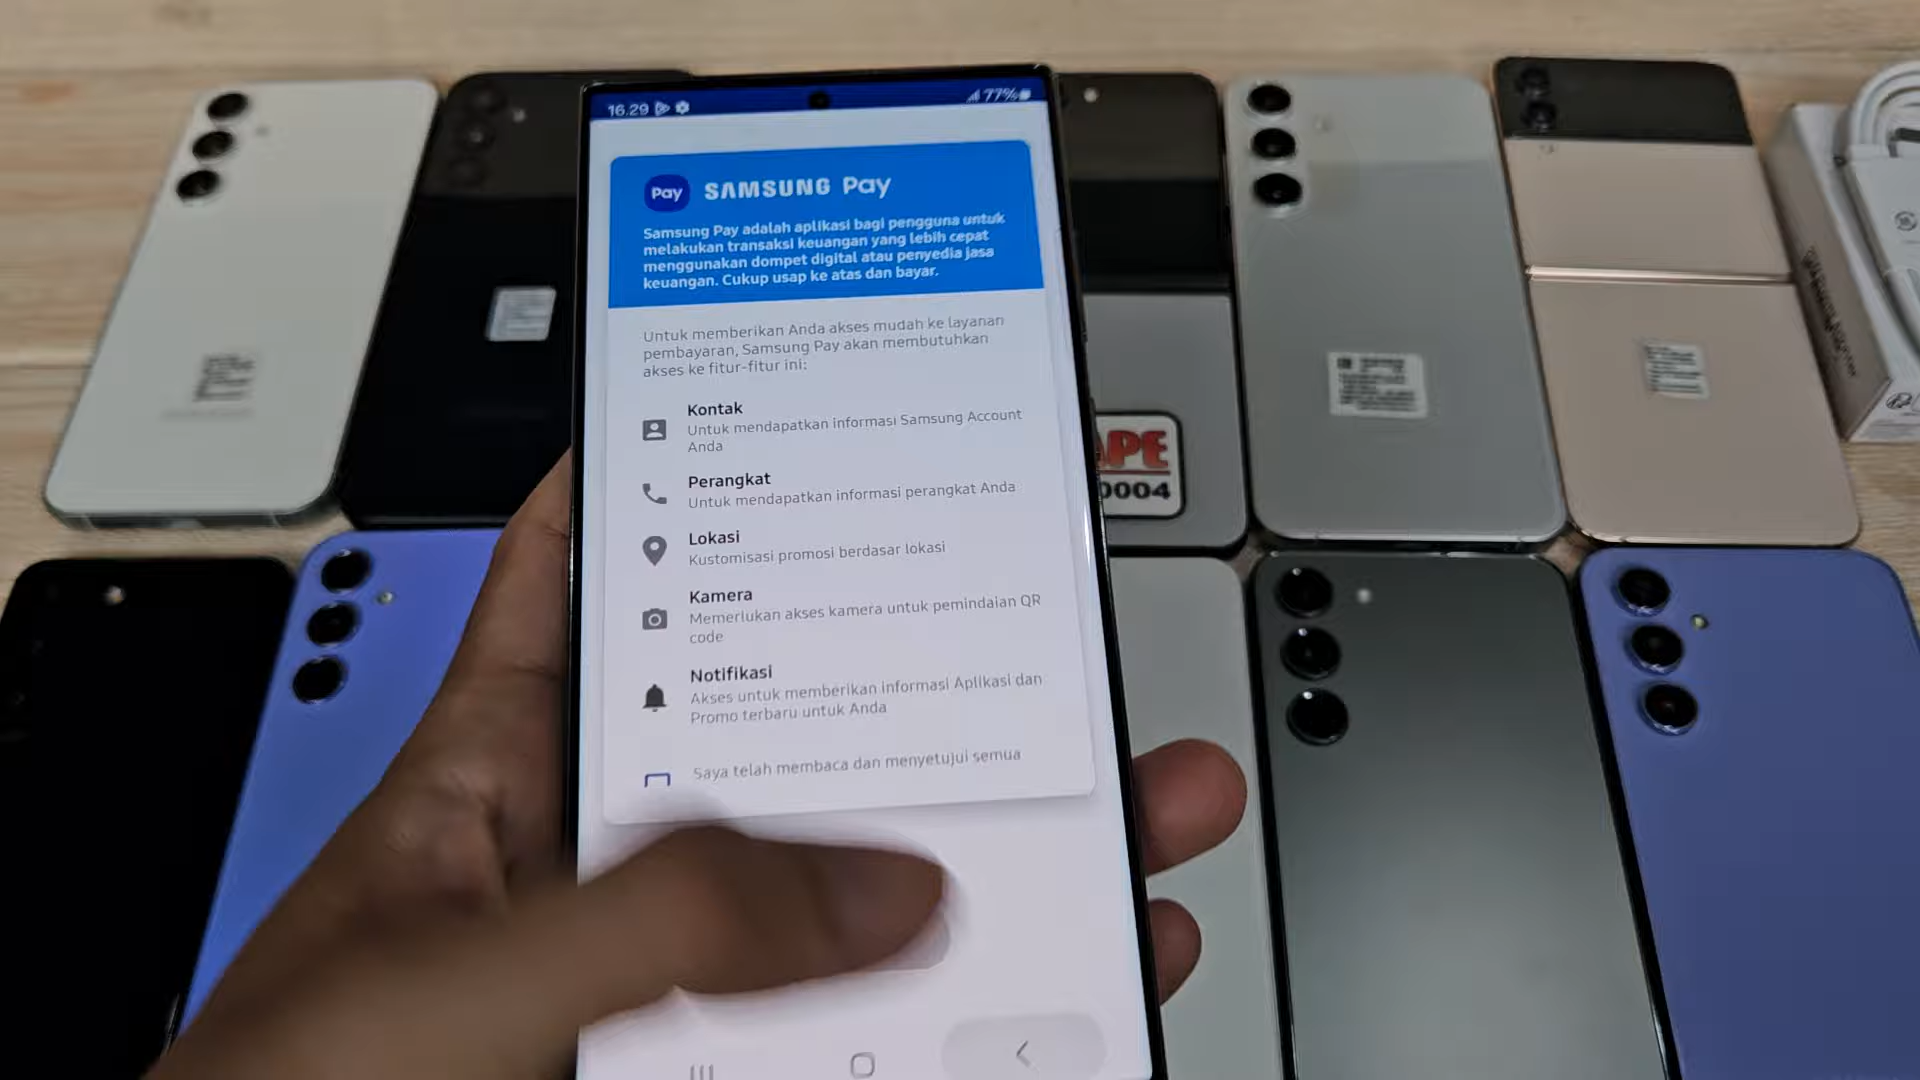 16.29
77%
Pay
SAMSUNG Pay
Samsung Pay adalah aplikasi bagi pengguna untuk
melakukan transaksi keuangan yang lebih cepat
menggunakan dompet digital atau penyedia jasa
keuangan. Cukup usap ke atas dan bayar.
Untuk memberikan Anda akses mudah ke layanan
pembayaran, Samsung Pay akan membutuhkan
akses ke fitur-fitur ini:
Kontak
Untuk mendapatkan informasi Samsung Account
Anda
Perangkat
Untuk mendapatkan informasi perangkat Anda
Lokasi
Kustomisasi promosi berdasar lokasi
Kamera
Memerlukan akses kamera untuk pemindaian QR
code
Notifikasi
Akses untuk memberikan informasi Aplikasi dan
Promo terbaru untuk Anda
Saya telah membaca dan menyetujui semua
APE
0004